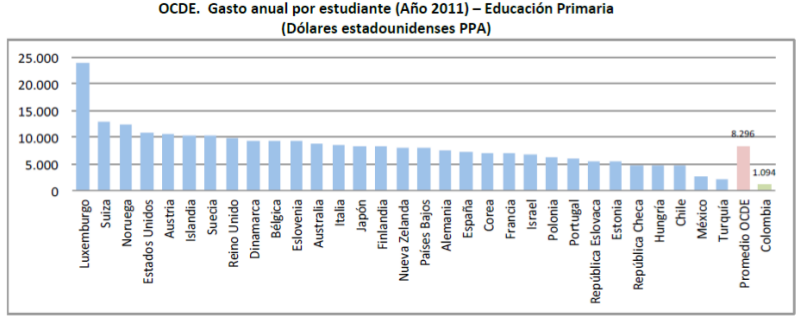 OCDE.  Gasto anual por estudiante (Año 2011) – Educación Primaria
(Dólares estadounidenses PPA)
25.000
20.000
15.000
10.000
5.000
0
8.296
1.094
Luxemburgo
Suiza
Noruega
Estados Unidos
Austria
Islandia
Suecia
Reino Unido
Dinamarca
Bélgica
Eslovenia
Australia
Italia
Japón
Finlandia
Nueva Zelanda
Países Bajos
Alemania
España
Corea
Francia
Israel
Polonia
Portugal
República Eslovaca
Estonia
República Checa
Hungría
Chile
México
Turquía
Promedio OCDE
Colombia